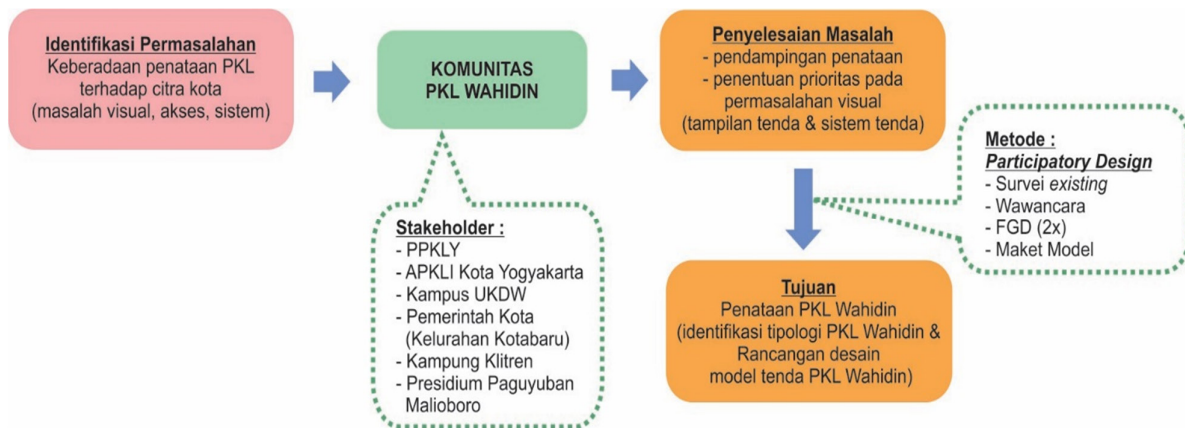 Identifikasi Permasalahan
Keberadaan penataan PKL
terhadap citra kota
(masalah visual, akses, sistem)
KOMUNITAS
PKL WAHIDIN
Stakeholder :
- PPKLY
- APKLI Kota Yogyakarta
- Kampus UKDW
- Pemerintah Kota
(Kelurahan Kotabaru)
- Kampung Klitren
- Presidium Paguyuban
Malioboro
Penyelesaian Masalah
- pendampingan penataan
- penentuan prioritas pada
permasalahan visual
(tampilan tenda & sistem tenda)
Metode :
Participatory Design
- Survei existing
- Wawancara
- FGD (2x)
- Maket Model
Tujuan
Penataan PKL Wahidin
(identifikasi tipologi PKL Wahidin &
Rancangan desain
model tenda PKL Wahidin)